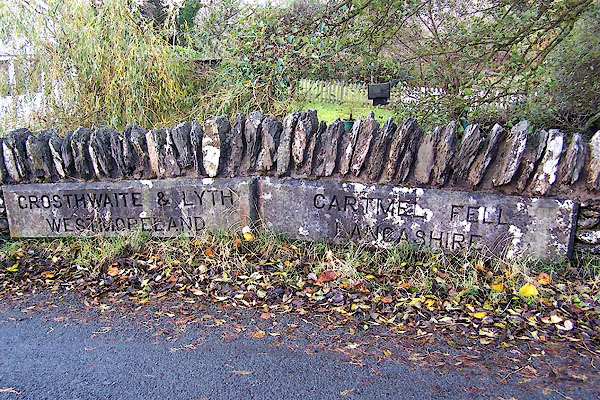 CROSTHWAITE & LYTH
WESTMORELAND
CARTMEL FELL
LANCASHIRE